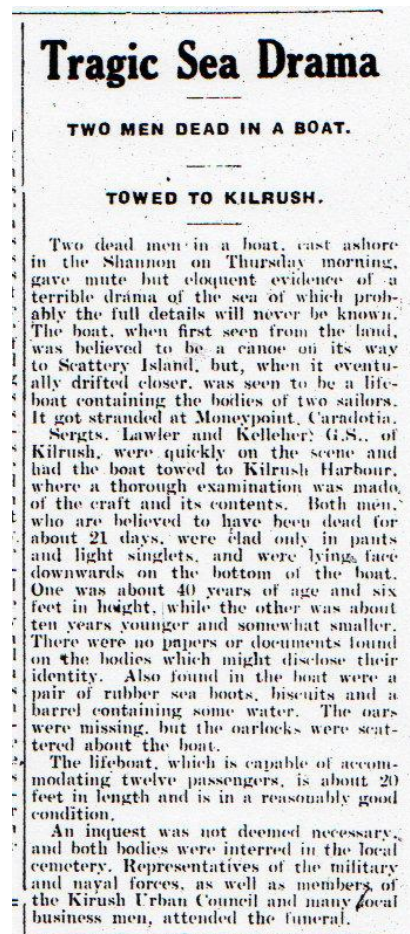 Tragic Sea Drama
TWO MEN DEAD IN A BOAT.
TOWED TO KILRUSH.
Two dead men in a boat, cast ashore
in the Shannon on Thursday morning,
gave mute but eloquent evidence of a
terrible drama of the sea of which prob-
ably the full details will never be known.
The boat, when first seen from the land,
was believed to be a canoe on its way
to Scattery Island, but, when it eventu-
ally drifted closer, was seen to be a life-
boat containing the bodies of two sailors.
It got stranded at Moneypoint, Caradotia.
Sergts. Lawler and Kelleher, G.S., of
Kilrush, were quickly on the scene and
had the boat towed to Kilrush Harbour,
where a thorough examination was made
of the craft and its contents. Both men,
who are believed to have been dead for
about 21 days, were clad only in pants
and light singlets, and were lying face
downwards on the bottom of the boat.
One was about 40 years of age and six
feet in height, while the other was about
ten years younger and somewhat smaller.
There were no papers or documents found
on the bodies which might disclose their
identity. Also found in the boat were a
pair of rubber sea boots, biscuits and a
barrel containing some water. The oars
were missing, but the oarlocks were scat-
tered about the boat.
The lifeboat, which is capable of accom-
modating twelve passengers, is about 20
feet in length and is in a reasonably good
condition.
An inquest was not deemed necessary,
and both bodies were interred in the local
cemetery. Representatives of the military
and naval forces, as well as members of
the Kirush Urban Council and many local
business men, attended the funeral.